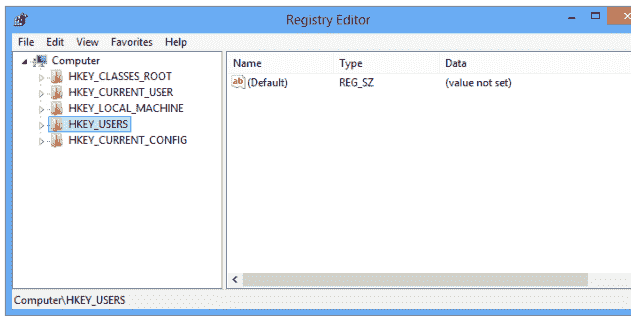 Registry Editor
File Edit View Favorites Help
Computer
HKEY_CLASSES_ROOT
HKEY_CURRENT_USER
HKEY_LOCAL_MACHINE
HKEY_USERS
HKEY_CURRENT_CONFIG
Name Type Data
ab (Default) REG_SZ (value not set)
Computer\HKEY_USERS